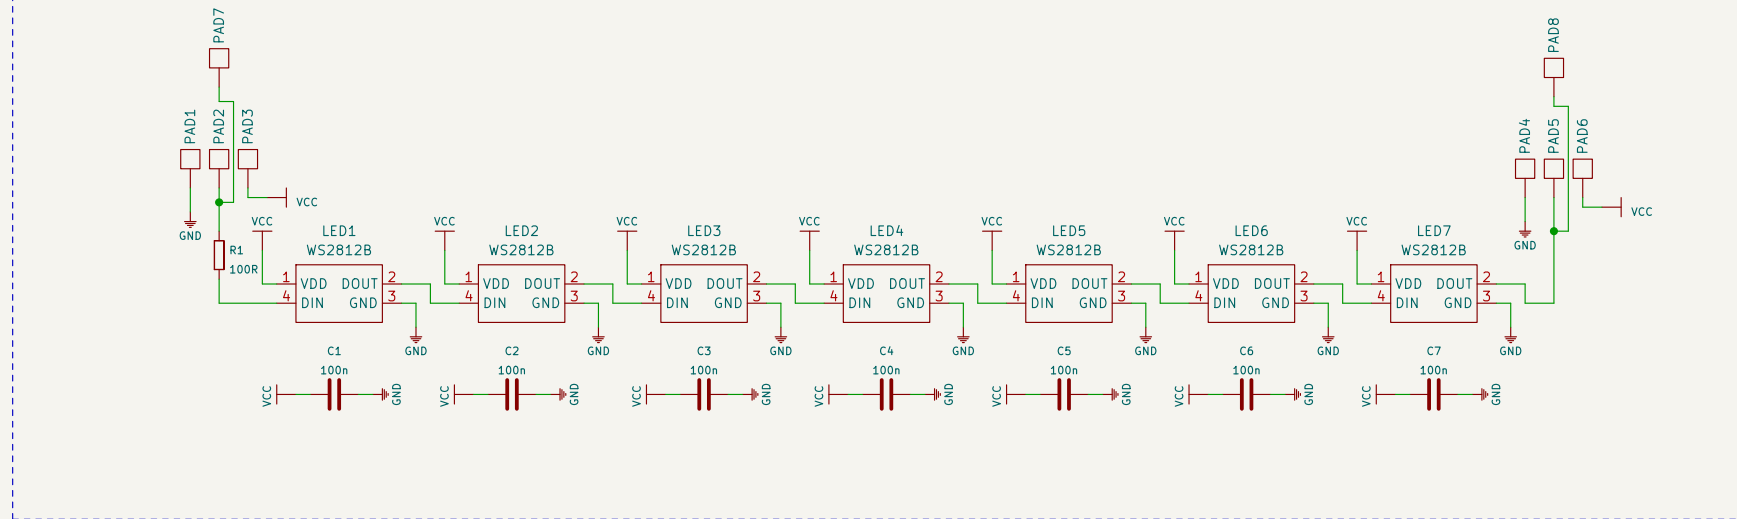 PAD7
PAD8
PAD1
PAD2
PAD3
PAD4
PAD5
PAD6
VCC
VCC
GND
GND
R1
100R
VCC
VCC
VCC
VCC
VCC
VCC
VCC
LED1
WS2812B
1 VDD DOUT 2
4 DIN GND 3
GND
LED2
WS2812B
1 VDD DOUT 2
4 DIN GND 3
GND
LED3
WS2812B
1 VDD DOUT 2
4 DIN GND 3
GND
LED4
WS2812B
1 VDD DOUT 2
4 DIN GND 3
GND
LED5
WS2812B
1 VDD DOUT 2
4 DIN GND 3
GND
LED6
WS2812B
1 VDD DOUT 2
4 DIN GND 3
GND
LED7
WS2812B
1 VDD DOUT 2
4 DIN GND 3
GND
C1
100n
VCC
GND
C2
100n
VCC
GND
C3
100n
VCC
GND
C4
100n
VCC
GND
C5
100n
VCC
GND
C6
100n
VCC
GND
C7
100n
VCC
GND